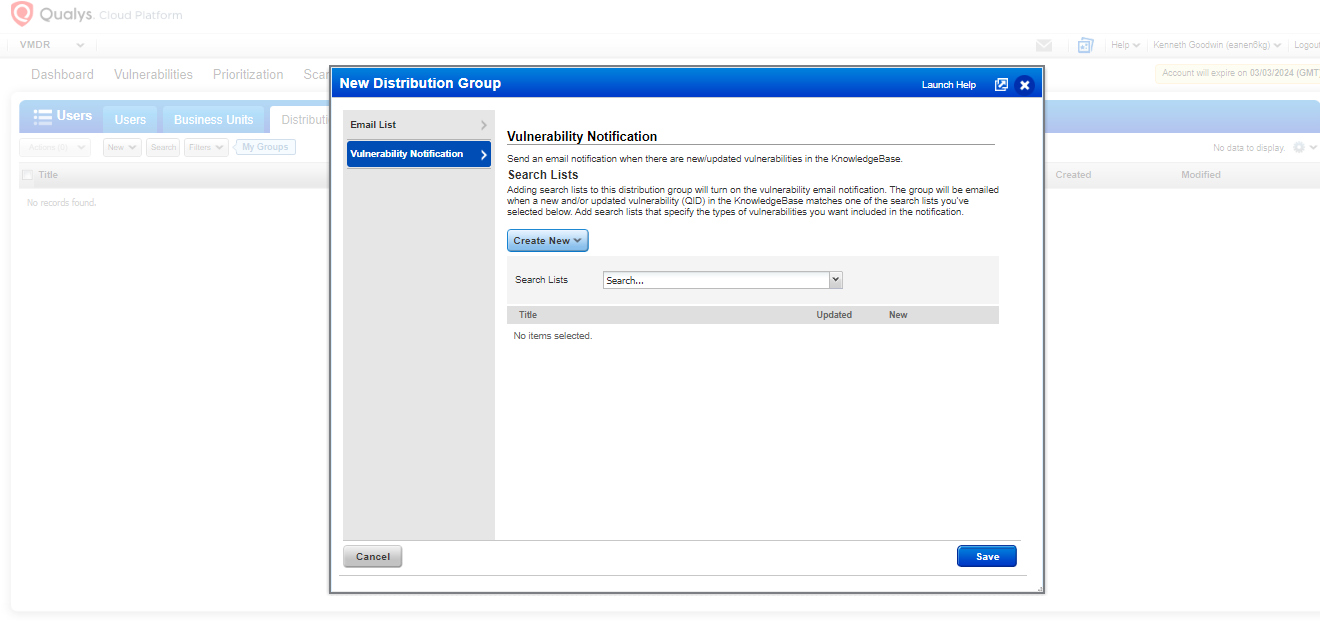 Qualys. Cloud Platform
VMDR
Help Kenneth Goodwin (eanen6kg) Logout
Dashboard Vulnerabilities Prioritization
Account will expire on 03/03/2024 (GMT)
New Distribution Group Launch Help
Users Users Business Units
Actions (0) New Search Filters My Groups
No data to display.
Title Created Modified
No records found.
Email List
Vulnerability Notification
Vulnerability Notification
Send an email notification when there are new/updated vulnerabilities in the KnowledgeBase.
Search Lists
Adding search lists to this distribution group will turn on the vulnerability email notification. The group will be emailed
when a new and/or updated vulnerability (QID) in the KnowledgeBase matches one of the search lists you've
selected below. Add search lists that specify the types of vulnerabilities you want included in the notification.
Create New
Search Lists Search...
Title Updated New
No items selected.
Cancel Save